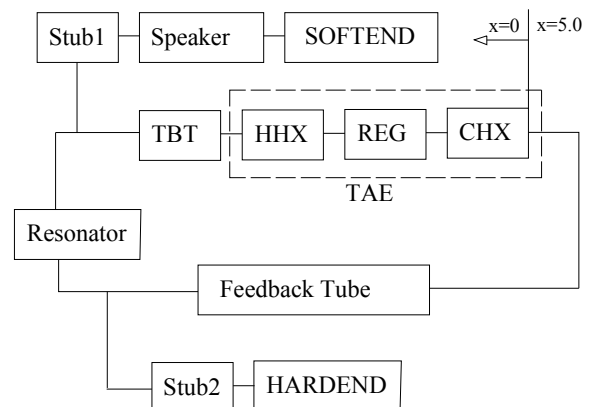 x=0 x=5.0
Stub1 Speaker SOFTEND
TBT HHX REG CHX
TAE
Resonator
Feedback Tube
Stub2 HARDEND